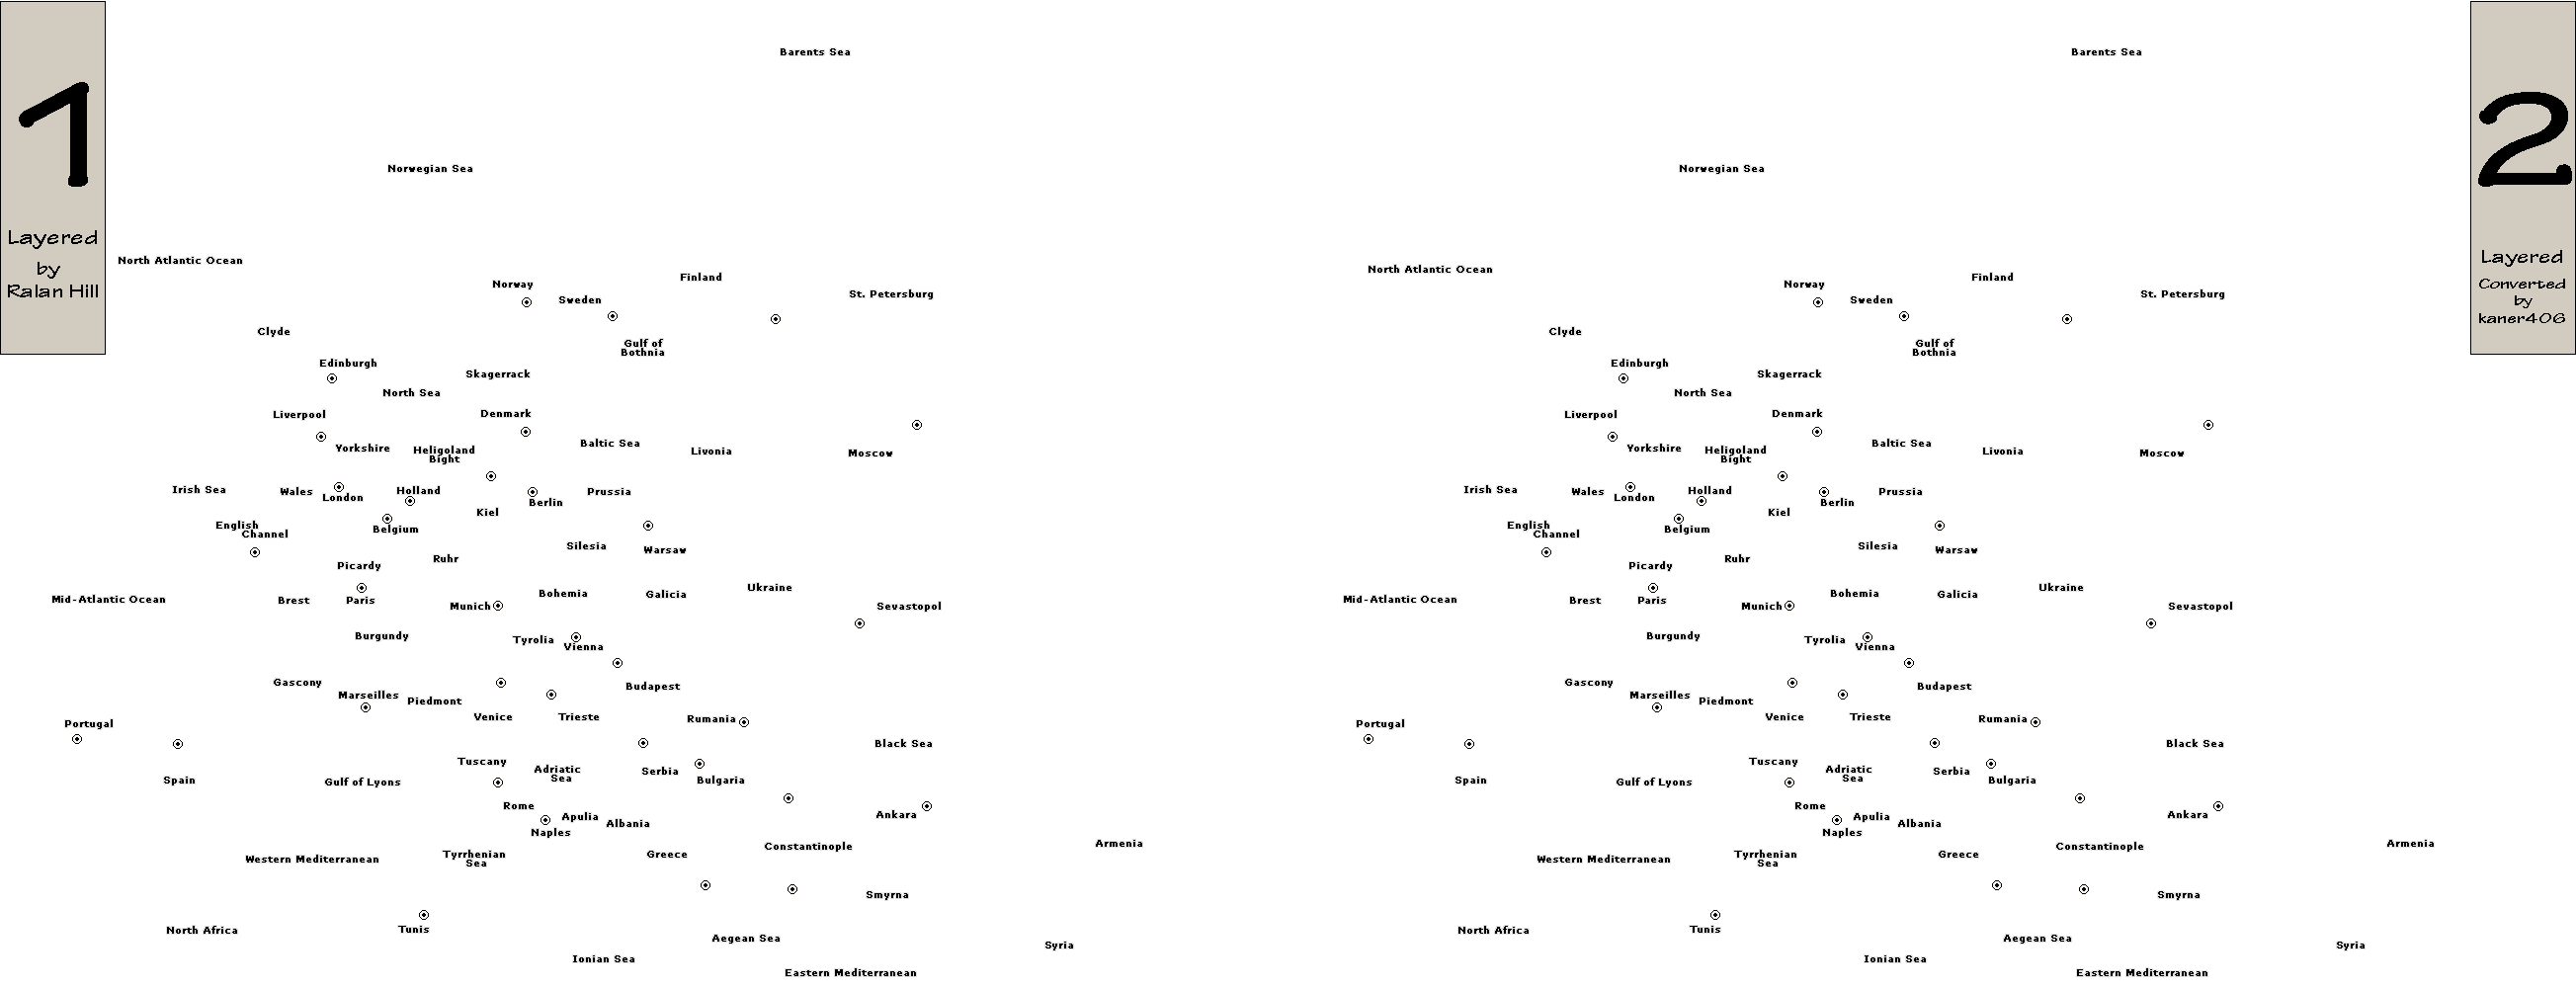 1
Layered
by
Ralan Hill
Barents Sea
Norwegian Sea
North Atlantic Ocean
Norway
Sweden
Finland
St. Petersburg
Clyde
Gulf of
Bothnia
Edinburgh
Skagerrack
North Sea
Liverpool
Denmark
Yorkshire
Heligoland
Bight
Baltic Sea
Livonia
Moscow
Irish Sea
Wales
London
Holland
Berlin
Prussia
Kiel
English
Channel
Belgium
Silesia
Warsaw
Ruhr
Picardy
Ukraine
Mid-Atlantic Ocean
Brest
Paris
Munich
Bohemia
Galicia
Sevastopol
Burgundy
Tyrolia
Vienna
Gascony
Marseilles
Piedmont
Budapest
Portugal
Venice
Trieste
Rumania
Black Sea
Spain
Gulf of Lyons
Tuscany
Adriatic
Sea
Serbia
Bulgaria
Rome
Naples
Apulia
Albania
Ankara
Constantinople
Armenia
Western Mediterranean
Tyrrhenian
Sea
Greece
Smyrna
North Africa
Tunis
Aegean Sea
Syria
Ionian Sea
Eastern Mediterranean
Barents Sea
Norwegian Sea
North Atlantic Ocean
Norway
Sweden
Finland
St. Petersburg
Clyde
Gulf of
Bothnia
Edinburgh
Skagerrack
North Sea
Liverpool
Denmark
Yorkshire
Heligoland
Bight
Baltic Sea
Livonia
Moscow
Irish Sea
Wales
London
Holland
Berlin
Prussia
Kiel
English
Channel
Belgium
Silesia
Warsaw
Ruhr
Picardy
Ukraine
Mid-Atlantic Ocean
Brest
Paris
Munich
Bohemia
Galicia
Sevastopol
Burgundy
Tyrolia
Vienna
Gascony
Marseilles
Piedmont
Budapest
Portugal
Venice
Trieste
Rumania
Black Sea
Spain
Gulf of Lyons
Tuscany
Adriatic
Sea
Serbia
Bulgaria
Rome
Naples
Apulia
Albania
Ankara
Constantinople
Armenia
Western Mediterranean
Tyrrhenian
Sea
Greece
Smyrna
North Africa
Tunis
Aegean Sea
Syria
Ionian Sea
Eastern Mediterranean
2
Layered
Converted
by
kaner406